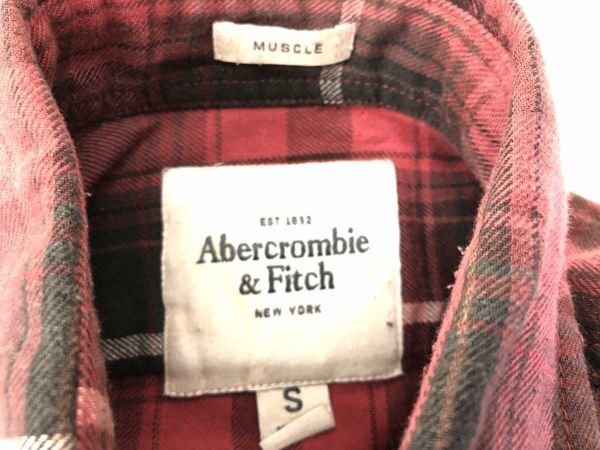 MUSCLE
EST 1892
Abercrombie
& Fitch
NEW YORK
S